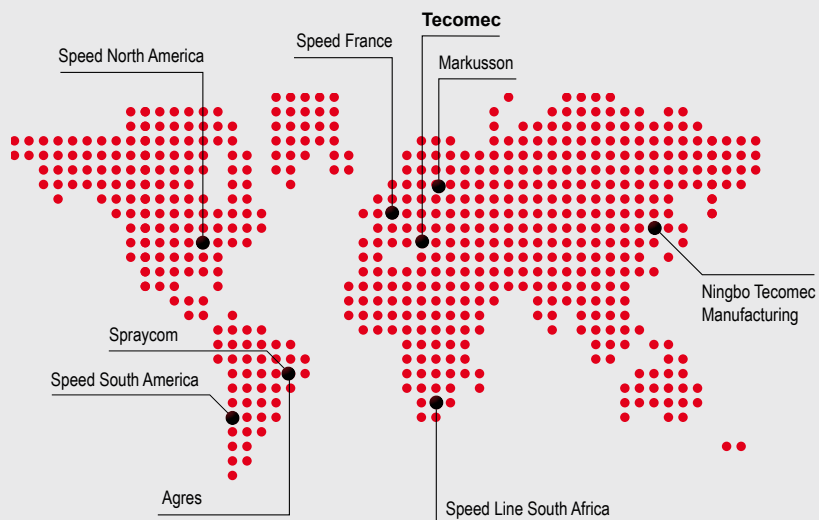 Tecomec
Speed France
Speed North America
Markusson
Ningbo Tecomec
Manufacturing
Spraycom
Speed South America
Agres
Speed Line South Africa